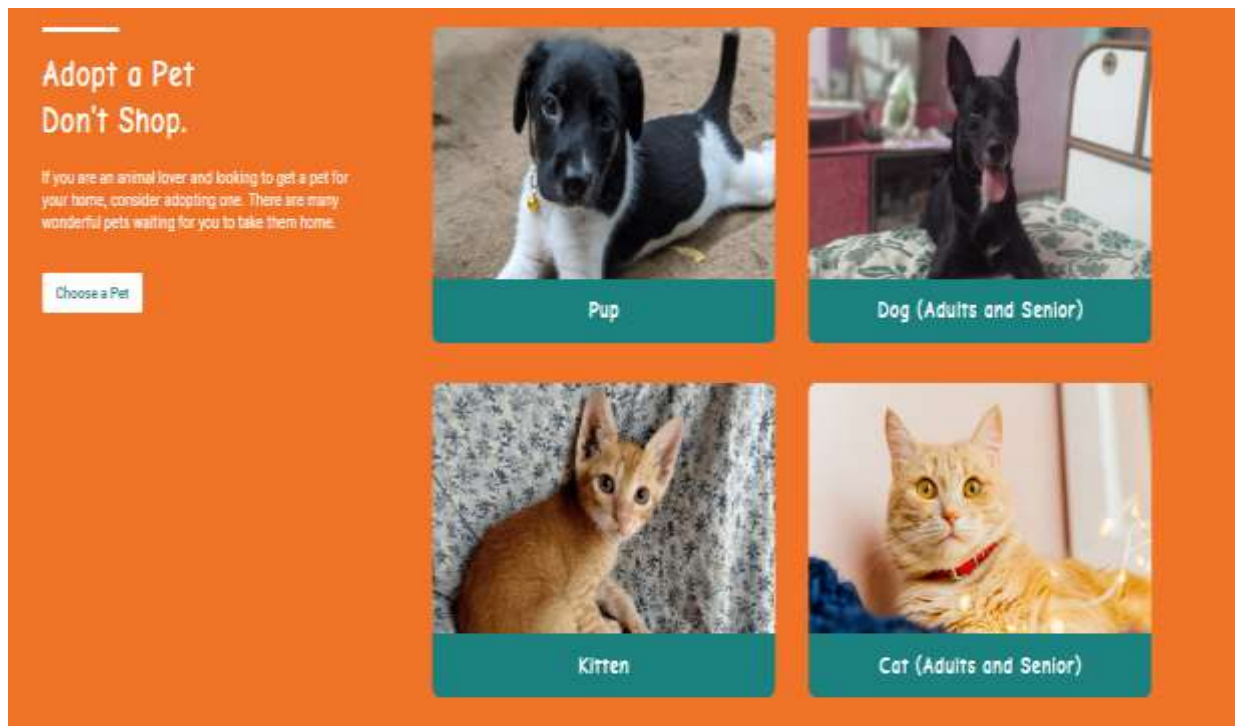 Adopt a Pet
Don't Shop.
If you are an animal lover and looking to get a pet for
your home, consider adopting one. There are many
wonderful pets waiting for you to take them home.
Choose a Pet
Pup
Dog (Adults and Senior)
Kitten
Cat (Adults and Senior)